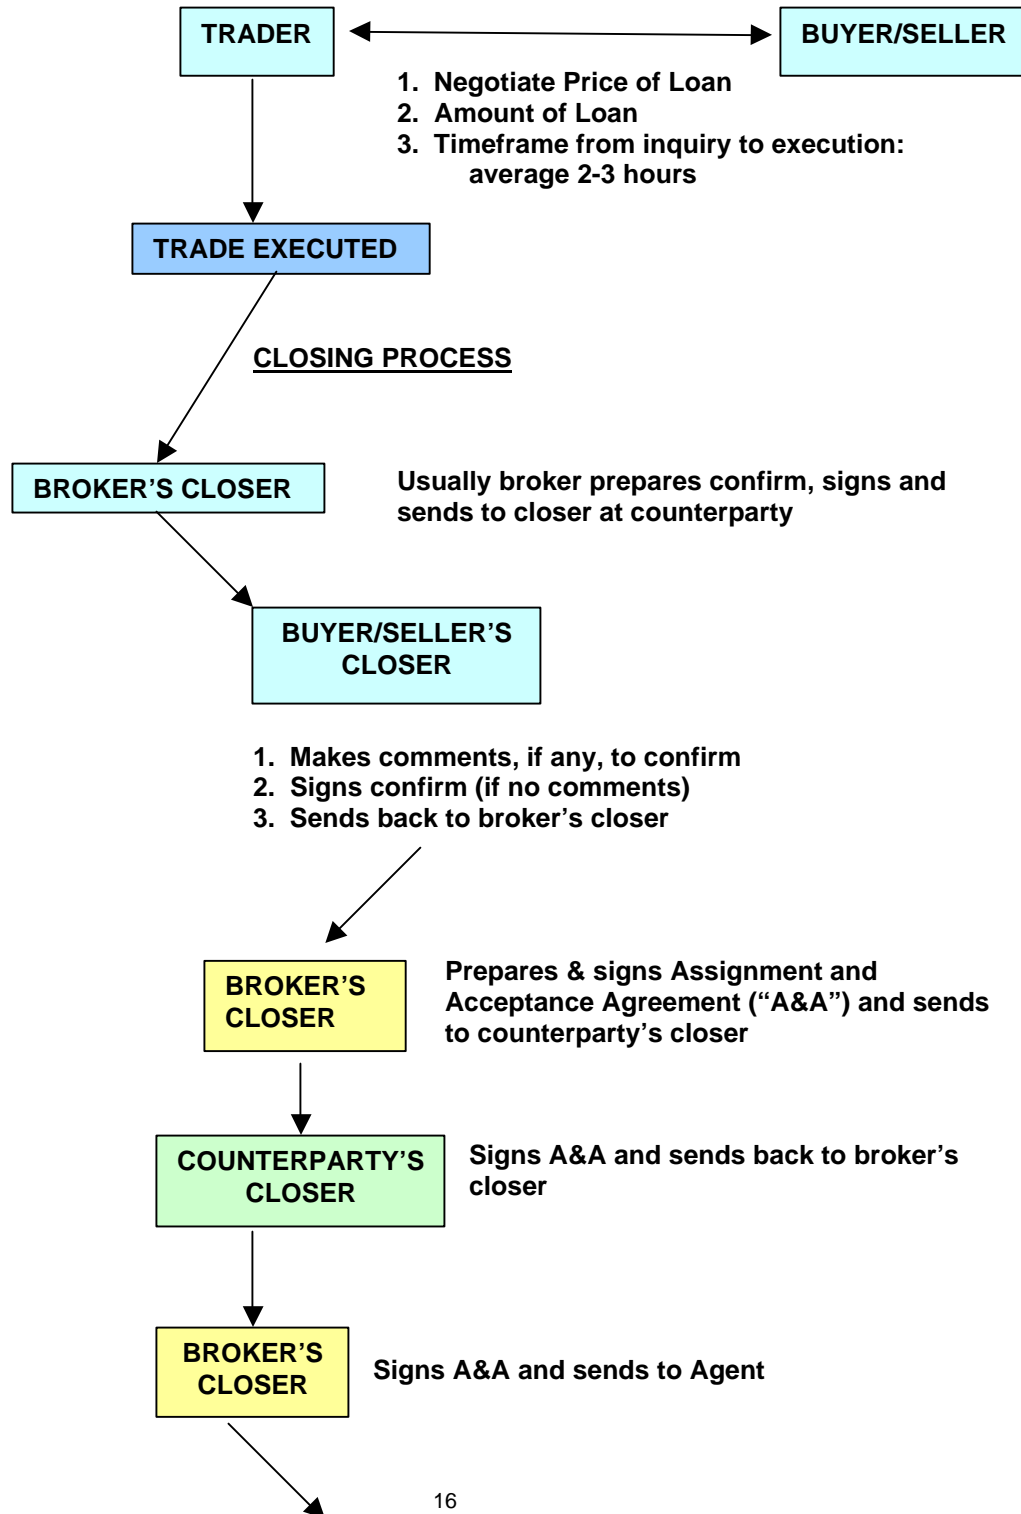 TRADER
BUYER/SELLER
1. Negotiate Price of Loan
2. Amount of Loan
3. Timeframe from inquiry to execution:
average 2-3 hours
TRADE EXECUTED
CLOSING PROCESS
BROKER’S CLOSER
Usually broker prepares confirm, signs and
sends to closer at counterparty
BUYER/SELLER’S
CLOSER
1. Makes comments, if any, to confirm
2. Signs confirm (if no comments)
3. Sends back to broker’s closer
BROKER’S
CLOSER
Prepares & signs Assignment and
Acceptance Agreement (“A&A”) and sends
to counterparty’s closer
COUNTERPARTY’S
CLOSER
Signs A&A and sends back to broker’s
closer
BROKER’S
CLOSER
Signs A&A and sends to Agent
16